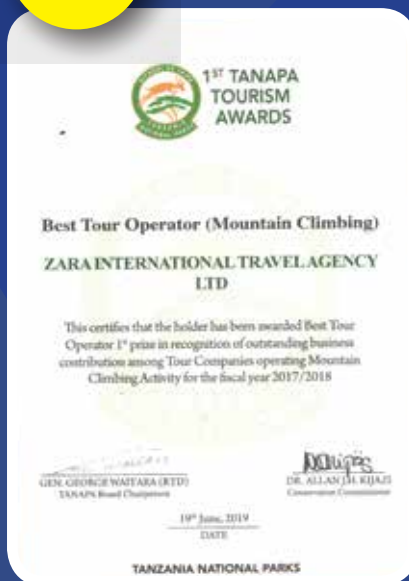 1ST TANAPA
TOURISM
AWARDS
Best Tour Operator (Mountain Climbing)
ZARA INTERNATIONAL TRAVEL AGENCY
LTD
This certifies that the holder has been awarded Best Tour
Operator 1st prize in recognition of outstanding business
contribution among Tour Companies operating Mountain
Climbing Activity for the fiscal year 2017/2018
GEN. GEORGE WAITARA (RTD)
TANAPA Board Chairperson
DR. ALLAN J.H. KIJAZI
Conservation Commissioner
19th June, 2019
DATE
TANZANIA NATIONAL PARKS